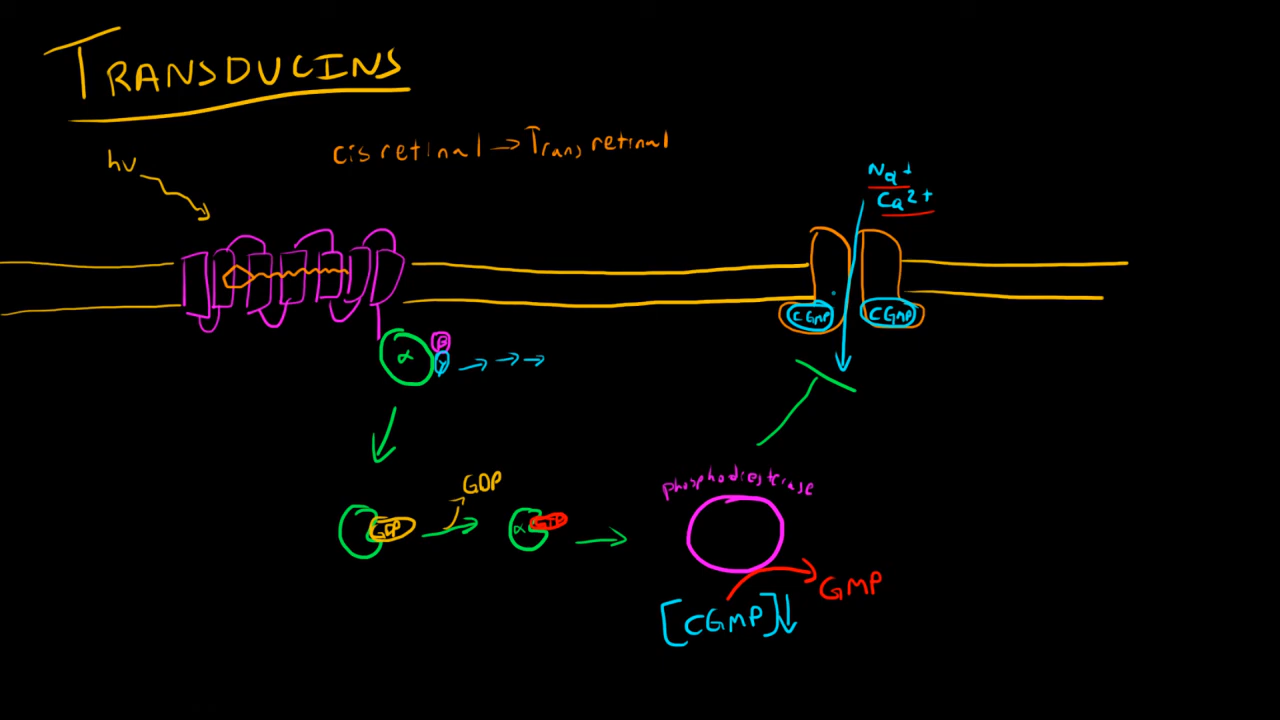 TRANSDUCINS
cis retinal → Trans retinal
hν
Na+
Ca2+
cGMP cGMP
α β γ → → →
GDP
GDP α GTP
phosphodiesterase
GMP
[cGMP]↓